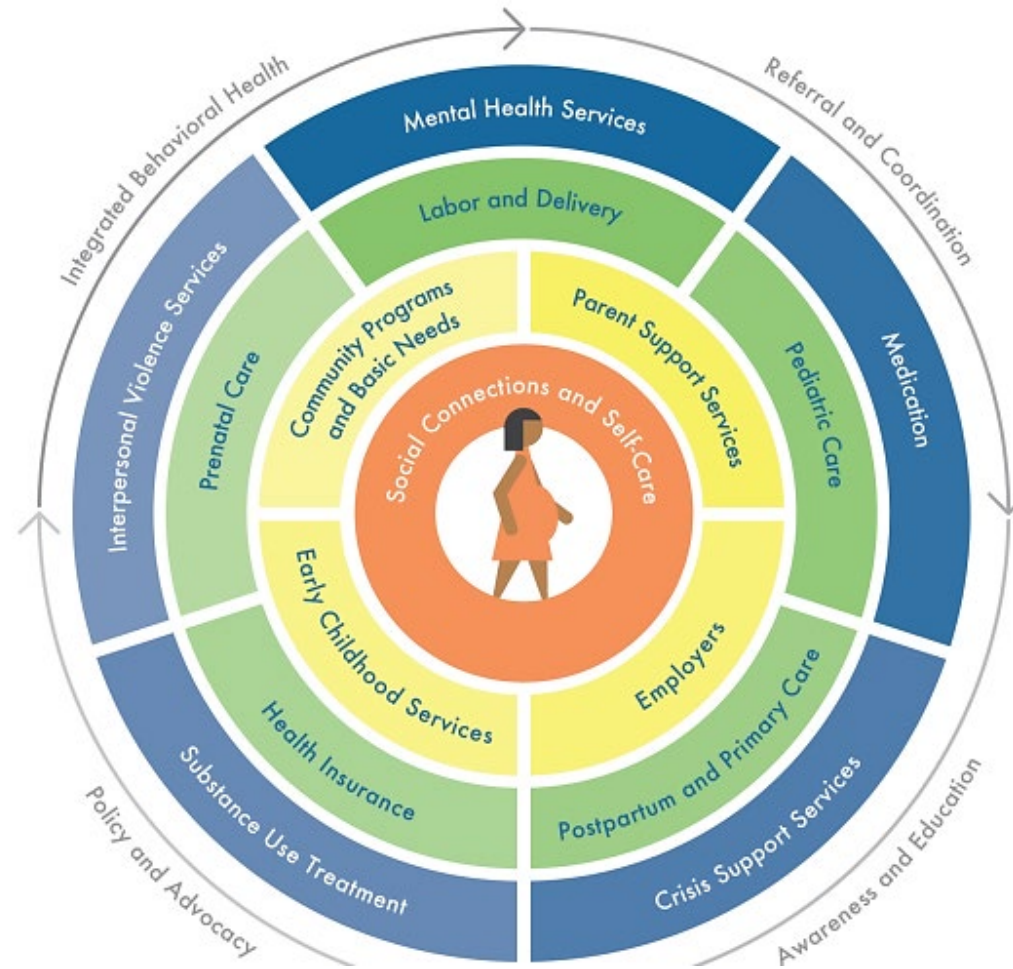 Integrated Behavioral Health
Referral and Coordination
Mental Health Services
Labor and Delivery
Interpersonal Violence Services
Prenatal Care
Community Programs
and Basic Needs
Parent Support Services
Pediatric Care
Medication
Social Connections and Self-Care
Early Childhood Services
Employers
Health Insurance
Postpartum and Primary Care
Substance Use Treatment
Crisis Support Services
Policy and Advocacy
Awareness and Education